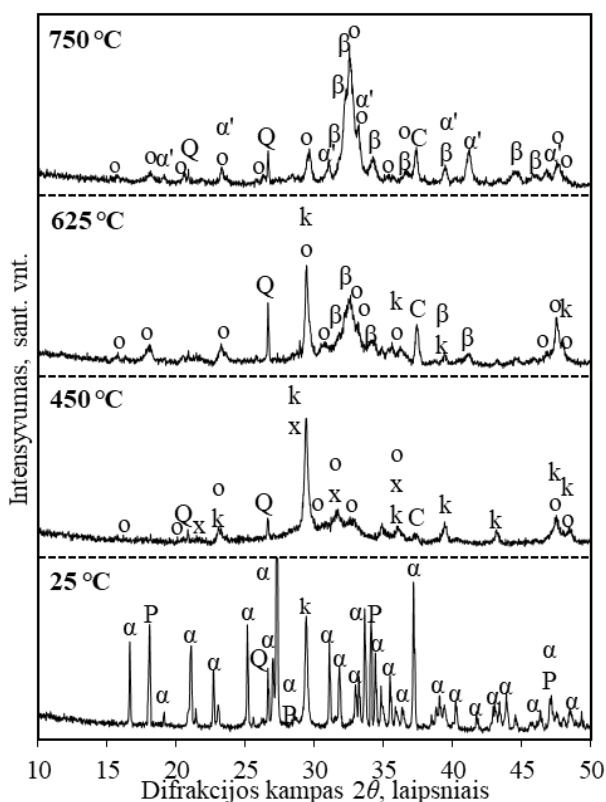 750 °C
β o
β
α'
α'
α'
Q
Q
o
o
o C
o
o
α'
o
o
o
o
α'
β
o
β
β
α'
β
β
α'
o
625 °C
k
o
Q
β
o
β
o
β
k
o
C
β
k
β
o
k
o
o
o
o
o
o
450 °C
k
x
o
x
o
x
k
o
k
Q
Q
o
o
x
o
o
C
k
k
k
k
o
o
25 °C
α
P
α
α
α
α
α
Q
α
α
P
k
α
α
α
P
α
α
α
α
α
α
α
α
α
α
P
α
Intensyvumas, sant. vnt.
10 15 20 25 30 35 40 45 50
Difrakcijos kampas 2θ, laipsniais